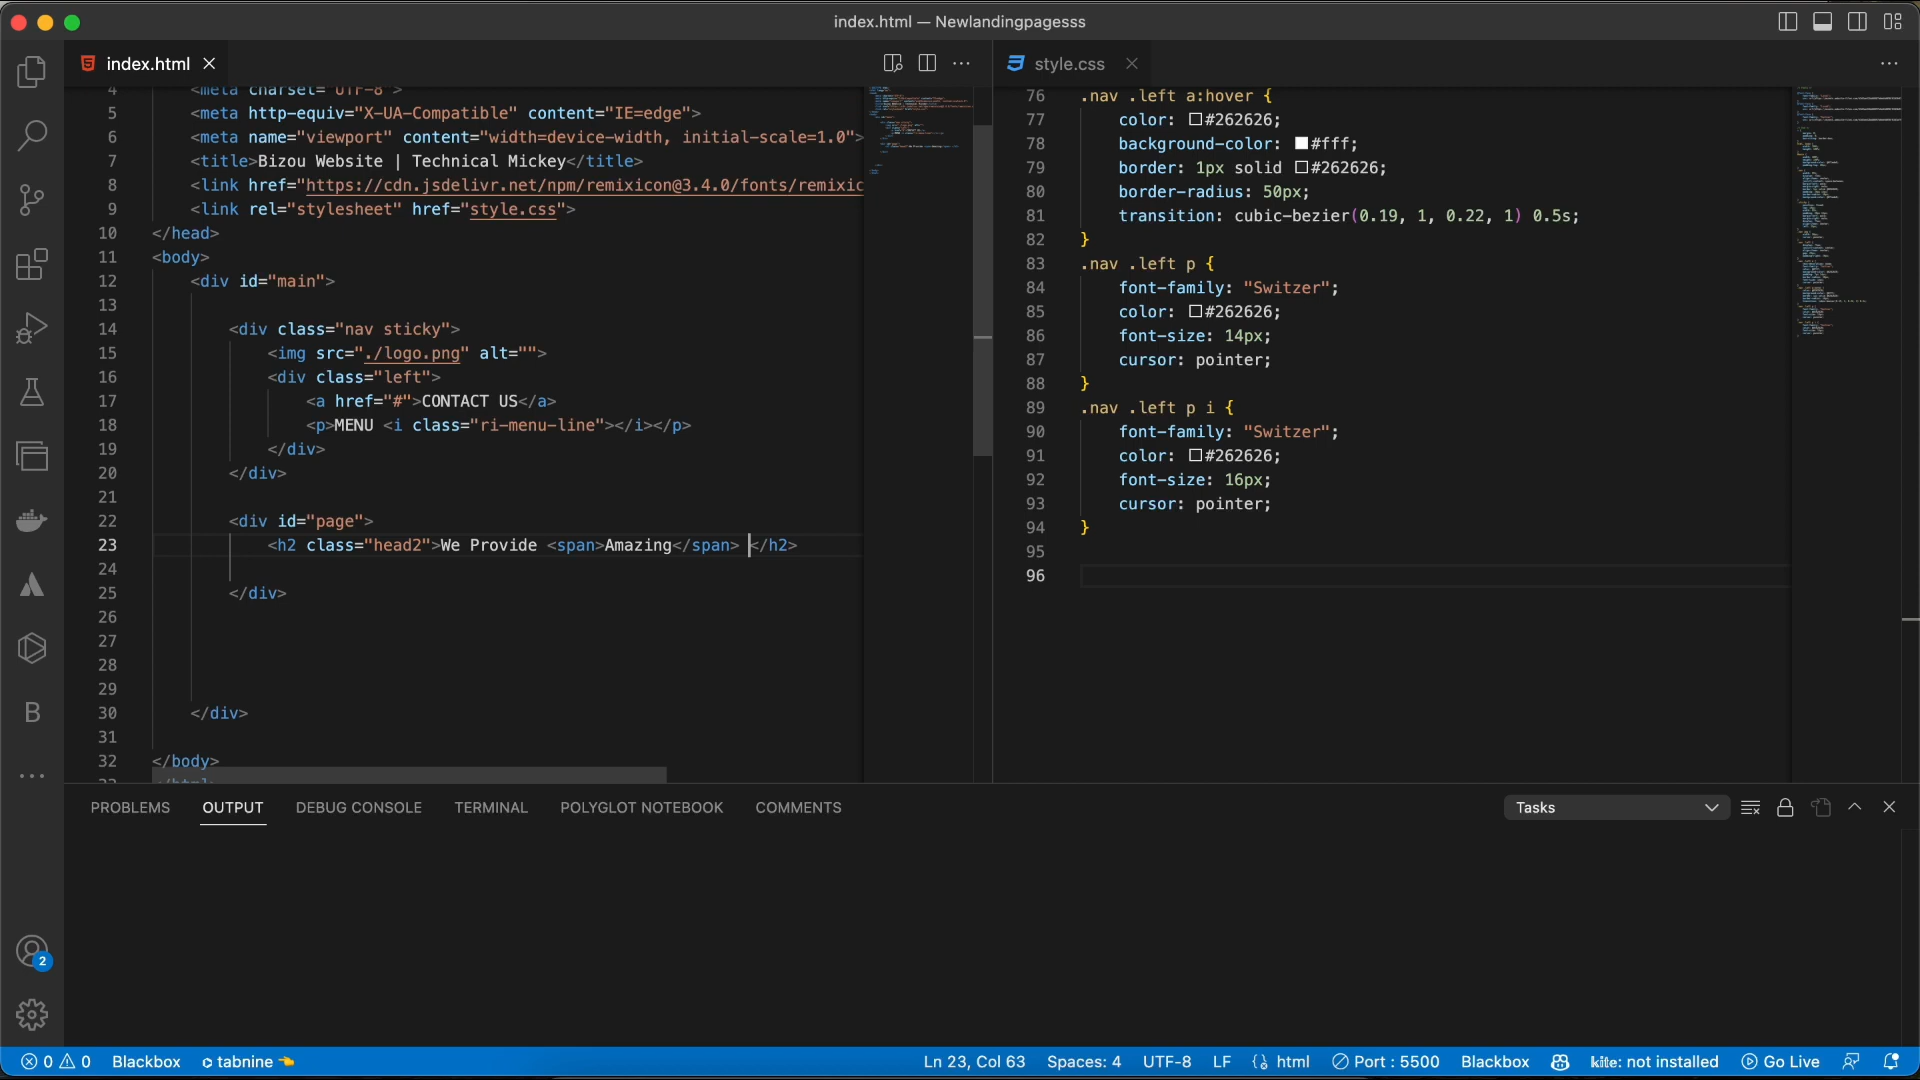 index.html — Newlandingpagesss
index.html
style.css
4 <meta charset="UTF-8">
5 <meta http-equiv="X-UA-Compatible" content="IE=edge">
6 <meta name="viewport" content="width=device-width, initial-scale=1.0">
7 <title>Bizou Website | Technical Mickey</title>
8 <link href="https://cdn.jsdelivr.net/npm/remixicon@3.4.0/fonts/remixic
9 <link rel="stylesheet" href="style.css">
10 </head>
11 <body>
12 <div id="main">
13
14 <div class="nav sticky">
15 <img src="./logo.png" alt="">
16 <div class="left">
17 <a href="#">CONTACT US</a>
18 <p>MENU <i class="ri-menu-line"></i></p>
19 </div>
20 </div>
21
22 <div id="page">
23 <h2 class="head2">We Provide <span>Amazing</span> </h2>
24
25 </div>
26
27
28
29
30 </div>
31
32 </body>
33 </html>
76 .nav .left a:hover {
77 color: #262626;
78 background-color: #fff;
79 border: 1px solid #262626;
80 border-radius: 50px;
81 transition: cubic-bezier(0.19, 1, 0.22, 1) 0.5s;
82 }
83 .nav .left p {
84 font-family: "Switzer";
85 color: #262626;
86 font-size: 14px;
87 cursor: pointer;
88 }
89 .nav .left p i {
90 font-family: "Switzer";
91 color: #262626;
92 font-size: 16px;
93 cursor: pointer;
94 }
95
96
B
2
PROBLEMS OUTPUT DEBUG CONSOLE TERMINAL POLYGLOT NOTEBOOK COMMENTS
Tasks
0 0 Blackbox tabnine Ln 23, Col 63 Spaces: 4 UTF-8 LF {} html Port : 5500 Blackbox kite: not installed Go Live